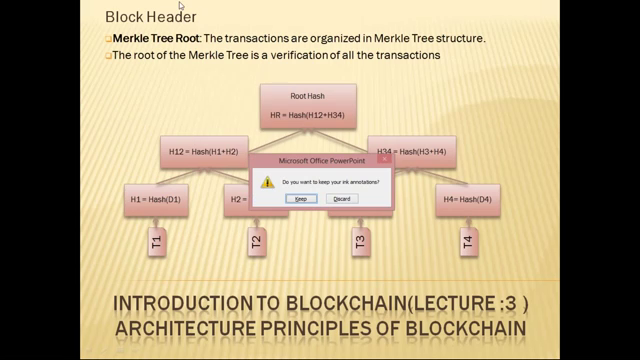 Block Header
Merkle Tree Root: The transactions are organized in Merkle Tree structure.
The root of the Merkle Tree is a verification of all the transactions
Root Hash
HR = Hash(H12+H34)
H12 = Hash(H1+H2)
H34 = Hash(H3+H4)
Microsoft Office PowerPoint
Do you want to keep your ink annotations?
Keep
Discard
H1 = Hash(D1)
H2 =
H4= Hash(D4)
T1
T2
T3
T4
INTRODUCTION TO BLOCKCHAIN(LECTURE :3 )
ARCHITECTURE PRINCIPLES OF BLOCKCHAIN